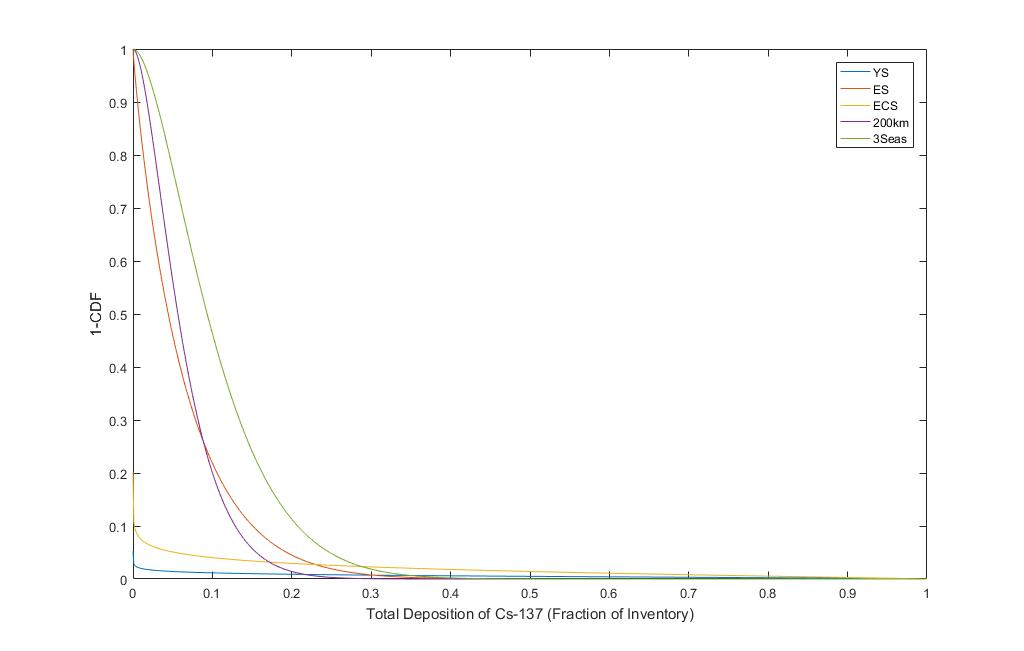 1
0.9
0.8
0.7
0.6
0.5
0.4
0.3
0.2
0.1
0
1-CDF
YS
ES
ECS
200km
3Seas
0 0.1 0.2 0.3 0.4 0.5 0.6 0.7 0.8 0.9 1
Total Deposition of Cs-137 (Fraction of Inventory)